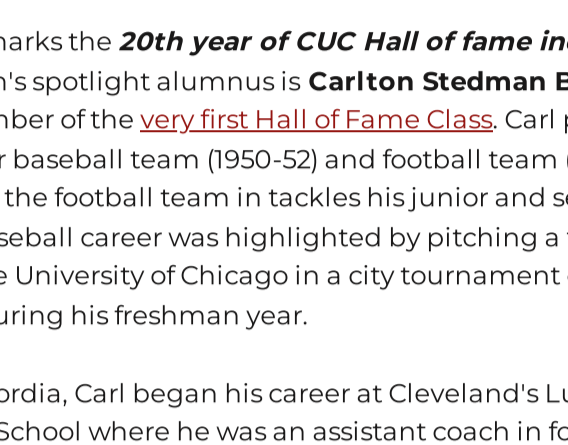 marks the 20th year of CUC Hall of fame in
's spotlight alumnus is Carlton Stedman B
ber of the very first Hall of Fame Class. Carl p
r baseball team (1950-52) and football team (
the football team in tackles his junior and s
seball career was highlighted by pitching a
e University of Chicago in a city tournament
uring his freshman year.
ordia, Carl began his career at Cleveland's Lu
School where he was an assistant coach in fo